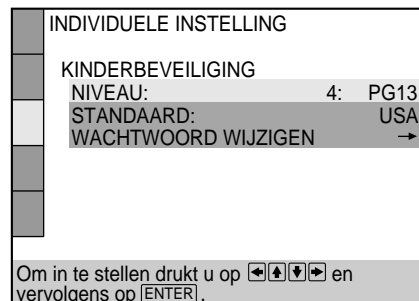 INDIVIDUELE INSTELLING
KINDERBEVEILIGING
NIVEAU: 4: PG13
STANDAARD: USA
WACHTWOORD WIJZIGEN →
Om in te stellen drukt u op ←↑↓→ en
vervolgens op ENTER.